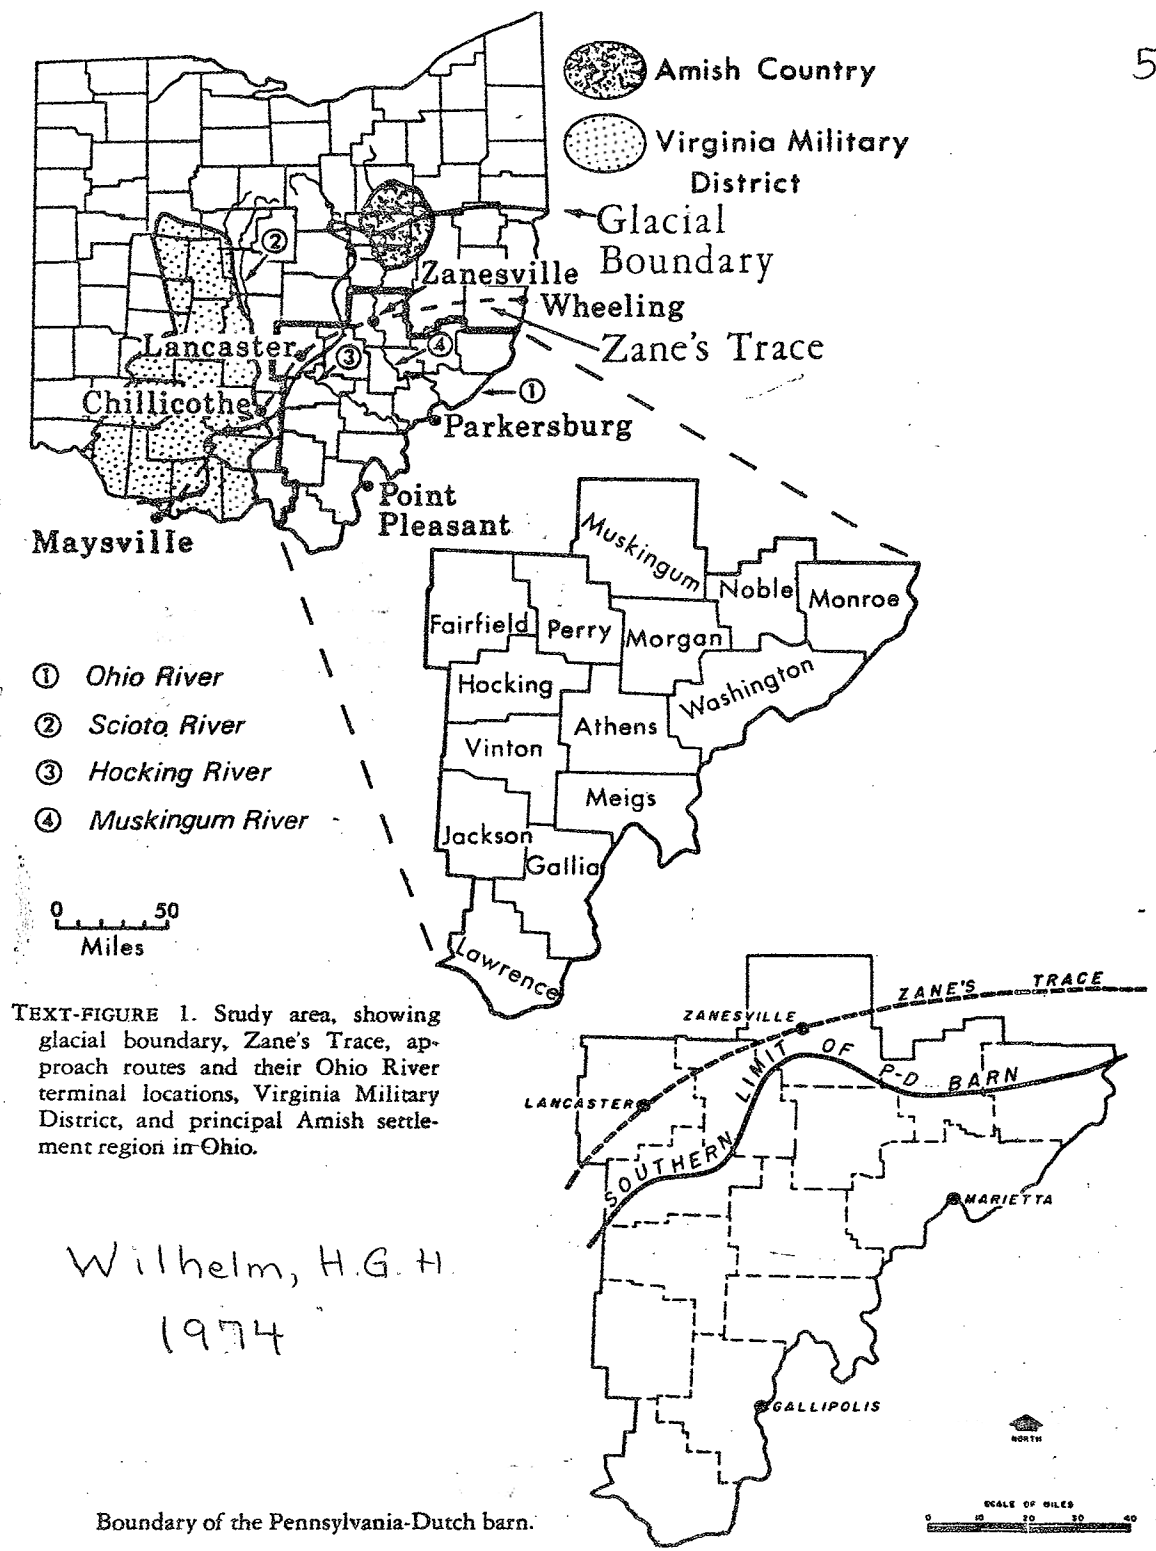 5
Amish Country
Virginia Military
District
Glacial
Boundary
②
Zanesville
Wheeling
Lancaster
③
④
Zane's Trace
Chillicothe
①
Parkersburg
Point
Pleasant
Maysville
Muskingum
Noble
Monroe
Fairfield
Perry
Morgan
Washington
Hocking
Athens
Vinton
Meigs
Jackson
Gallia
Lawrence
① Ohio River
② Scioto River
③ Hocking River
④ Muskingum River
0 50
Miles
TEXT-FIGURE 1. Study area, showing
glacial boundary, Zane's Trace, ap-
proach routes and their Ohio River
terminal locations, Virginia Military
District, and principal Amish settle-
ment region in Ohio.
Wilhelm, H.G.H.
1974
ZANE'S TRACE
ZANESVILLE
LANCASTER
SOUTHERN LIMIT OF P-D BARN
MARIETTA
GALLIPOLIS
NORTH
SCALE OF MILES
0 10 20 30 40
Boundary of the Pennsylvania-Dutch barn.